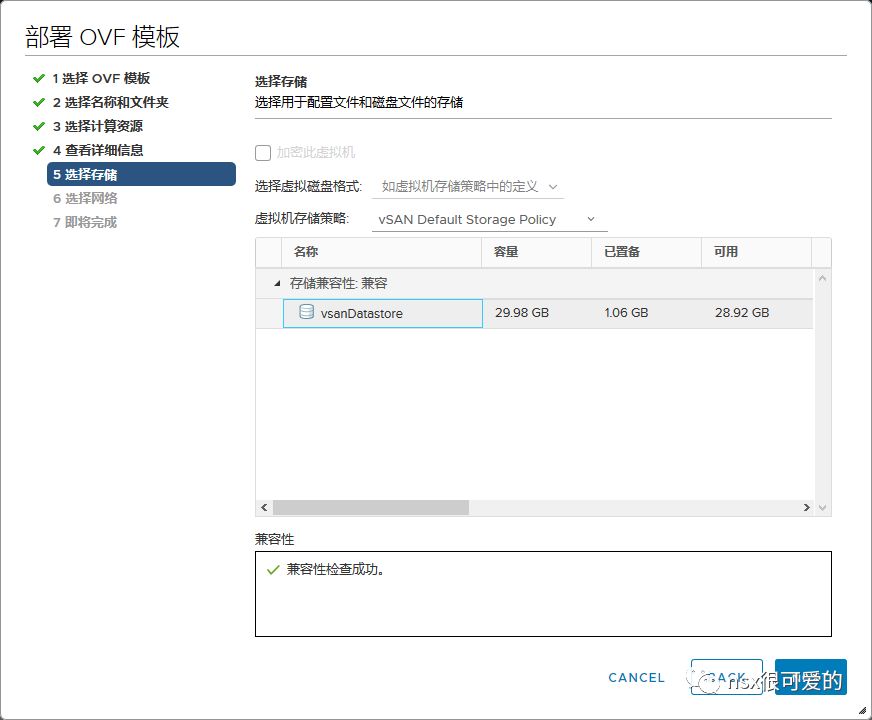 部署 OVF 模板
1 选择 OVF 模板
2 选择名称和文件夹
3 选择计算资源
4 查看详细信息
5 选择存储
6 选择网络
7 即将完成
选择存储
选择用于配置文件和磁盘文件的存储
加密此虚拟机
选择虚拟磁盘格式: 如虚拟机存储策略中的定义
虚拟机存储策略: vSAN Default Storage Policy
名称 容量 已置备 可用
存储兼容性: 兼容
vsanDatastore 29.98 GB 1.06 GB 28.92 GB
兼容性
兼容性检查成功。
CANCEL BACK
nsx很可爱的